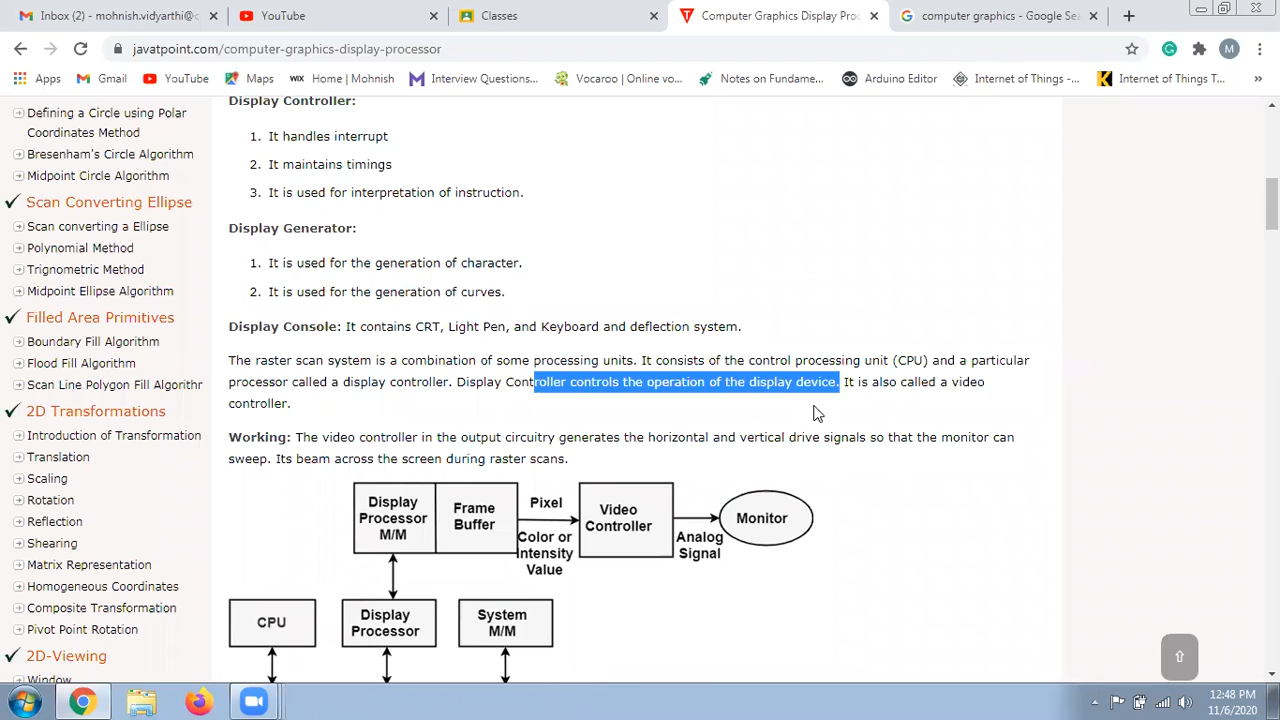 Inbox (2) - mohnish.vidyarthi@c
YouTube
Classes
Computer Graphics Display Proc
computer graphics - Google Sea
javatpoint.com/computer-graphics-display-processor
M
Apps
Gmail
YouTube
Maps
WIX Home | Mohnish
Interview Questions...
Vocaroo | Online vo...
Notes on Fundame...
Arduino Editor
Internet of Things -...
Internet of Things T...
»
Defining a Circle using Polar
Coordinates Method
Bresenham's Circle Algorithm
Midpoint Circle Algorithm
Scan Converting Ellipse
Scan converting a Ellipse
Polynomial Method
Trignometric Method
Midpoint Ellipse Algorithm
Filled Area Primitives
Boundary Fill Algorithm
Flood Fill Algorithm
Scan Line Polygon Fill Algorithr
2D Transformations
Introduction of Transformation
Translation
Scaling
Rotation
Reflection
Shearing
Matrix Representation
Homogeneous Coordinates
Composite Transformation
Pivot Point Rotation
2D-Viewing
Window
Display Controller:
1. It handles interrupt
2. It maintains timings
3. It is used for interpretation of instruction.
Display Generator:
1. It is used for the generation of character.
2. It is used for the generation of curves.
Display Console: It contains CRT, Light Pen, and Keyboard and deflection system.
The raster scan system is a combination of some processing units. It consists of the control processing unit (CPU) and a particular
processor called a display controller. Display Controller controls the operation of the display device. It is also called a video
controller.
Working: The video controller in the output circuitry generates the horizontal and vertical drive signals so that the monitor can
sweep. Its beam across the screen during raster scans.
Display
Processor
M/M
Frame
Buffer
Pixel
Color or
Intensity
Value
Video
Controller
Analog
Signal
Monitor
CPU
Display
Processor
System
M/M
12:48 PM
11/6/2020